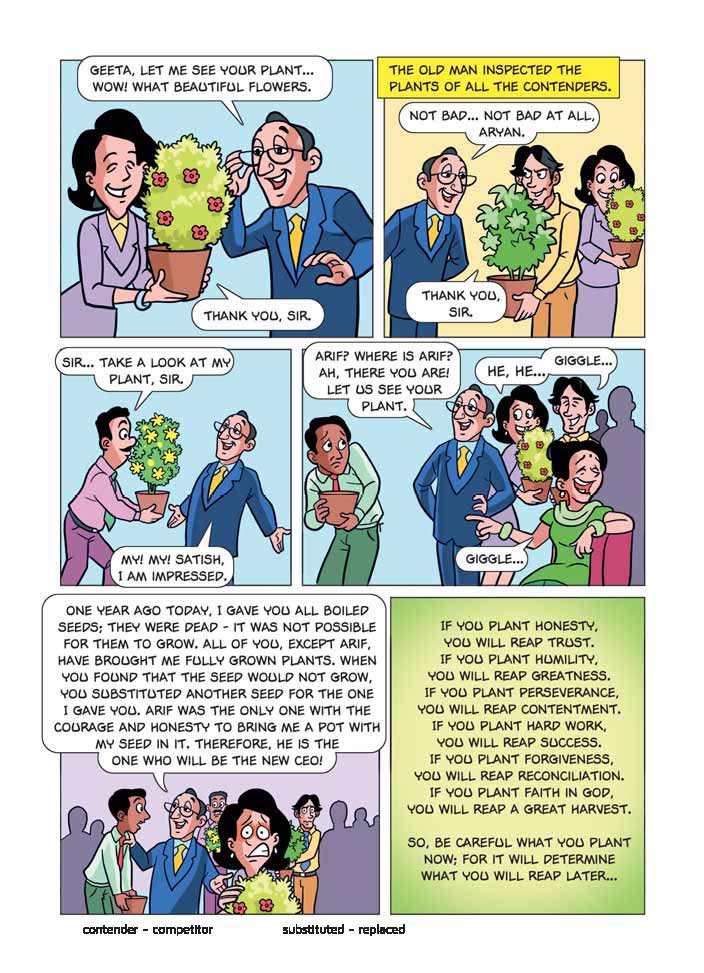 GEETA, LET ME SEE YOUR PLANT...
WOW! WHAT BEAUTIFUL FLOWERS.
THANK YOU, SIR.
THE OLD MAN INSPECTED THE
PLANTS OF ALL THE CONTENDERS.
NOT BAD... NOT BAD AT ALL,
ARYAN.
THANK YOU,
SIR.
SIR... TAKE A LOOK AT MY
PLANT, SIR.
MY! MY! SATISH,
I AM IMPRESSED.
ARIF? WHERE IS ARIF?
AH, THERE YOU ARE!
LET US SEE YOUR
PLANT.
HE, HE...
GIGGLE...
GIGGLE...
ONE YEAR AGO TODAY, I GAVE YOU ALL BOILED
SEEDS; THEY WERE DEAD - IT WAS NOT POSSIBLE
FOR THEM TO GROW. ALL OF YOU, EXCEPT ARIF,
HAVE BROUGHT ME FULLY GROWN PLANTS. WHEN
YOU FOUND THAT THE SEED WOULD NOT GROW,
YOU SUBSTITUTED ANOTHER SEED FOR THE ONE
I GAVE YOU. ARIF WAS THE ONLY ONE WITH THE
COURAGE AND HONESTY TO BRING ME A POT WITH
MY SEED IN IT. THEREFORE, HE IS THE
ONE WHO WILL BE THE NEW CEO!
IF YOU PLANT HONESTY,
YOU WILL REAP TRUST.
IF YOU PLANT HUMILITY,
YOU WILL REAP GREATNESS.
IF YOU PLANT PERSEVERANCE,
YOU WILL REAP CONTENTMENT.
IF YOU PLANT HARD WORK,
YOU WILL REAP SUCCESS.
IF YOU PLANT FORGIVENESS,
YOU WILL REAP RECONCILIATION.
IF YOU PLANT FAITH IN GOD,
YOU WILL REAP A GREAT HARVEST.
SO, BE CAREFUL WHAT YOU PLANT
NOW; FOR IT WILL DETERMINE
WHAT YOU WILL REAP LATER...
contender - competitor
substituted - replaced